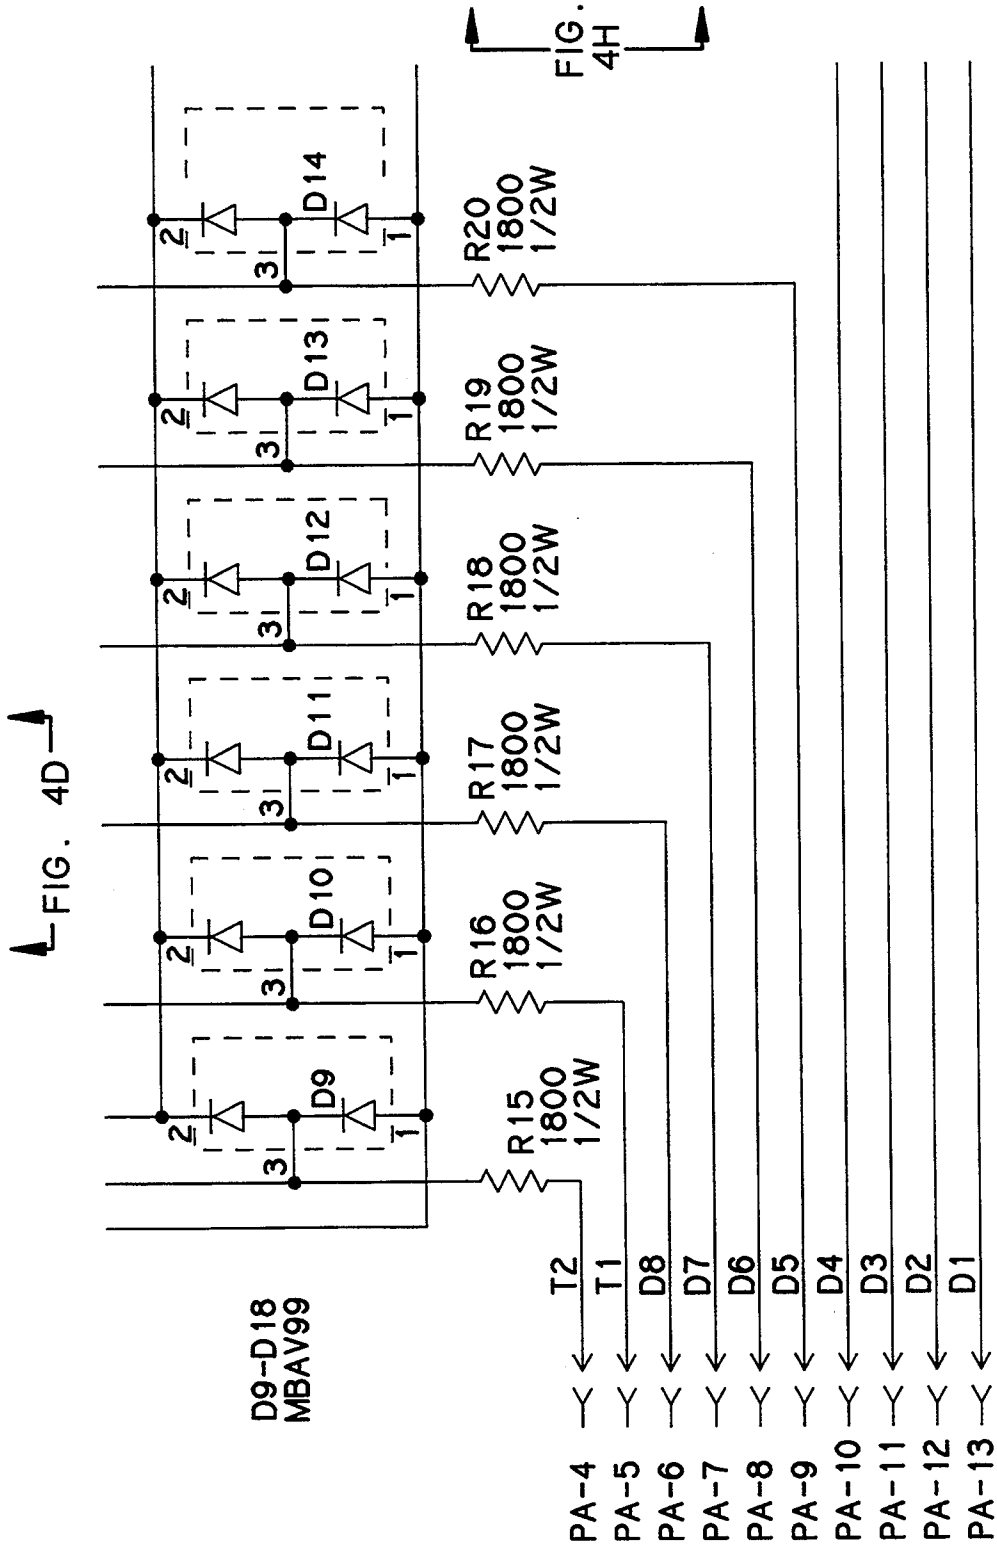 FIG. 4D
FIG.
4H
2
3
1
D9
2
3
1
D10
2
3
1
D11
2
3
1
D12
2
3
1
D13
2
3
1
D14
D9-D18
MBAV99
R15
1800
1/2W
R16
1800
1/2W
R17
1800
1/2W
R18
1800
1/2W
R19
1800
1/2W
R20
1800
1/2W
PA-4 T2
PA-5 T1
PA-6 D8
PA-7 D7
PA-8 D6
PA-9 D5
PA-10 D4
PA-11 D3
PA-12 D2
PA-13 D1